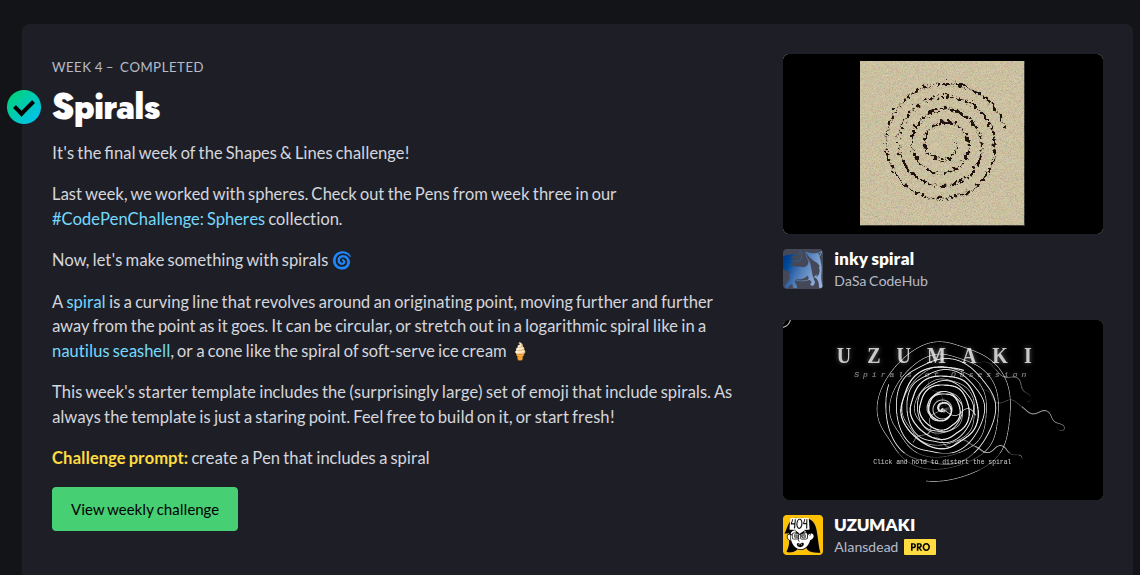 WEEK 4 – COMPLETED
Spirals
It's the final week of the Shapes & Lines challenge!
Last week, we worked with spheres. Check out the Pens from week three in our
#CodePenChallenge: Spheres collection.
Now, let's make something with spirals 🌀
A spiral is a curving line that revolves around an originating point, moving further and further
away from the point as it goes. It can be circular, or stretch out in a logarithmic spiral like in a
nautilus seashell, or a cone like the spiral of soft-serve ice cream 🍦
This week's starter template includes the (surprisingly large) set of emoji that include spirals. As
always the template is just a staring point. Feel free to build on it, or start fresh!
Challenge prompt: create a Pen that includes a spiral
View weekly challenge
inky spiral
DaSa CodeHub
U Z U M A K I
Click and hold to distort the spiral
404
UZUMAKI
Alansdead PRO